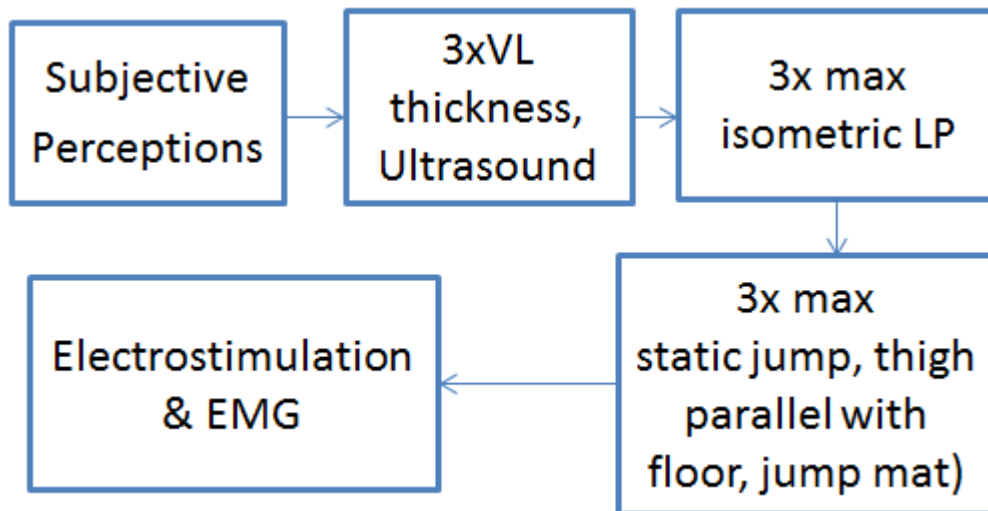 Subjective
Perceptions
3xVL
thickness,
Ultrasound
3x max
isometric LP
3x max
static jump, thigh
parallel with
floor, jump mat)
Electrostimulation
& EMG